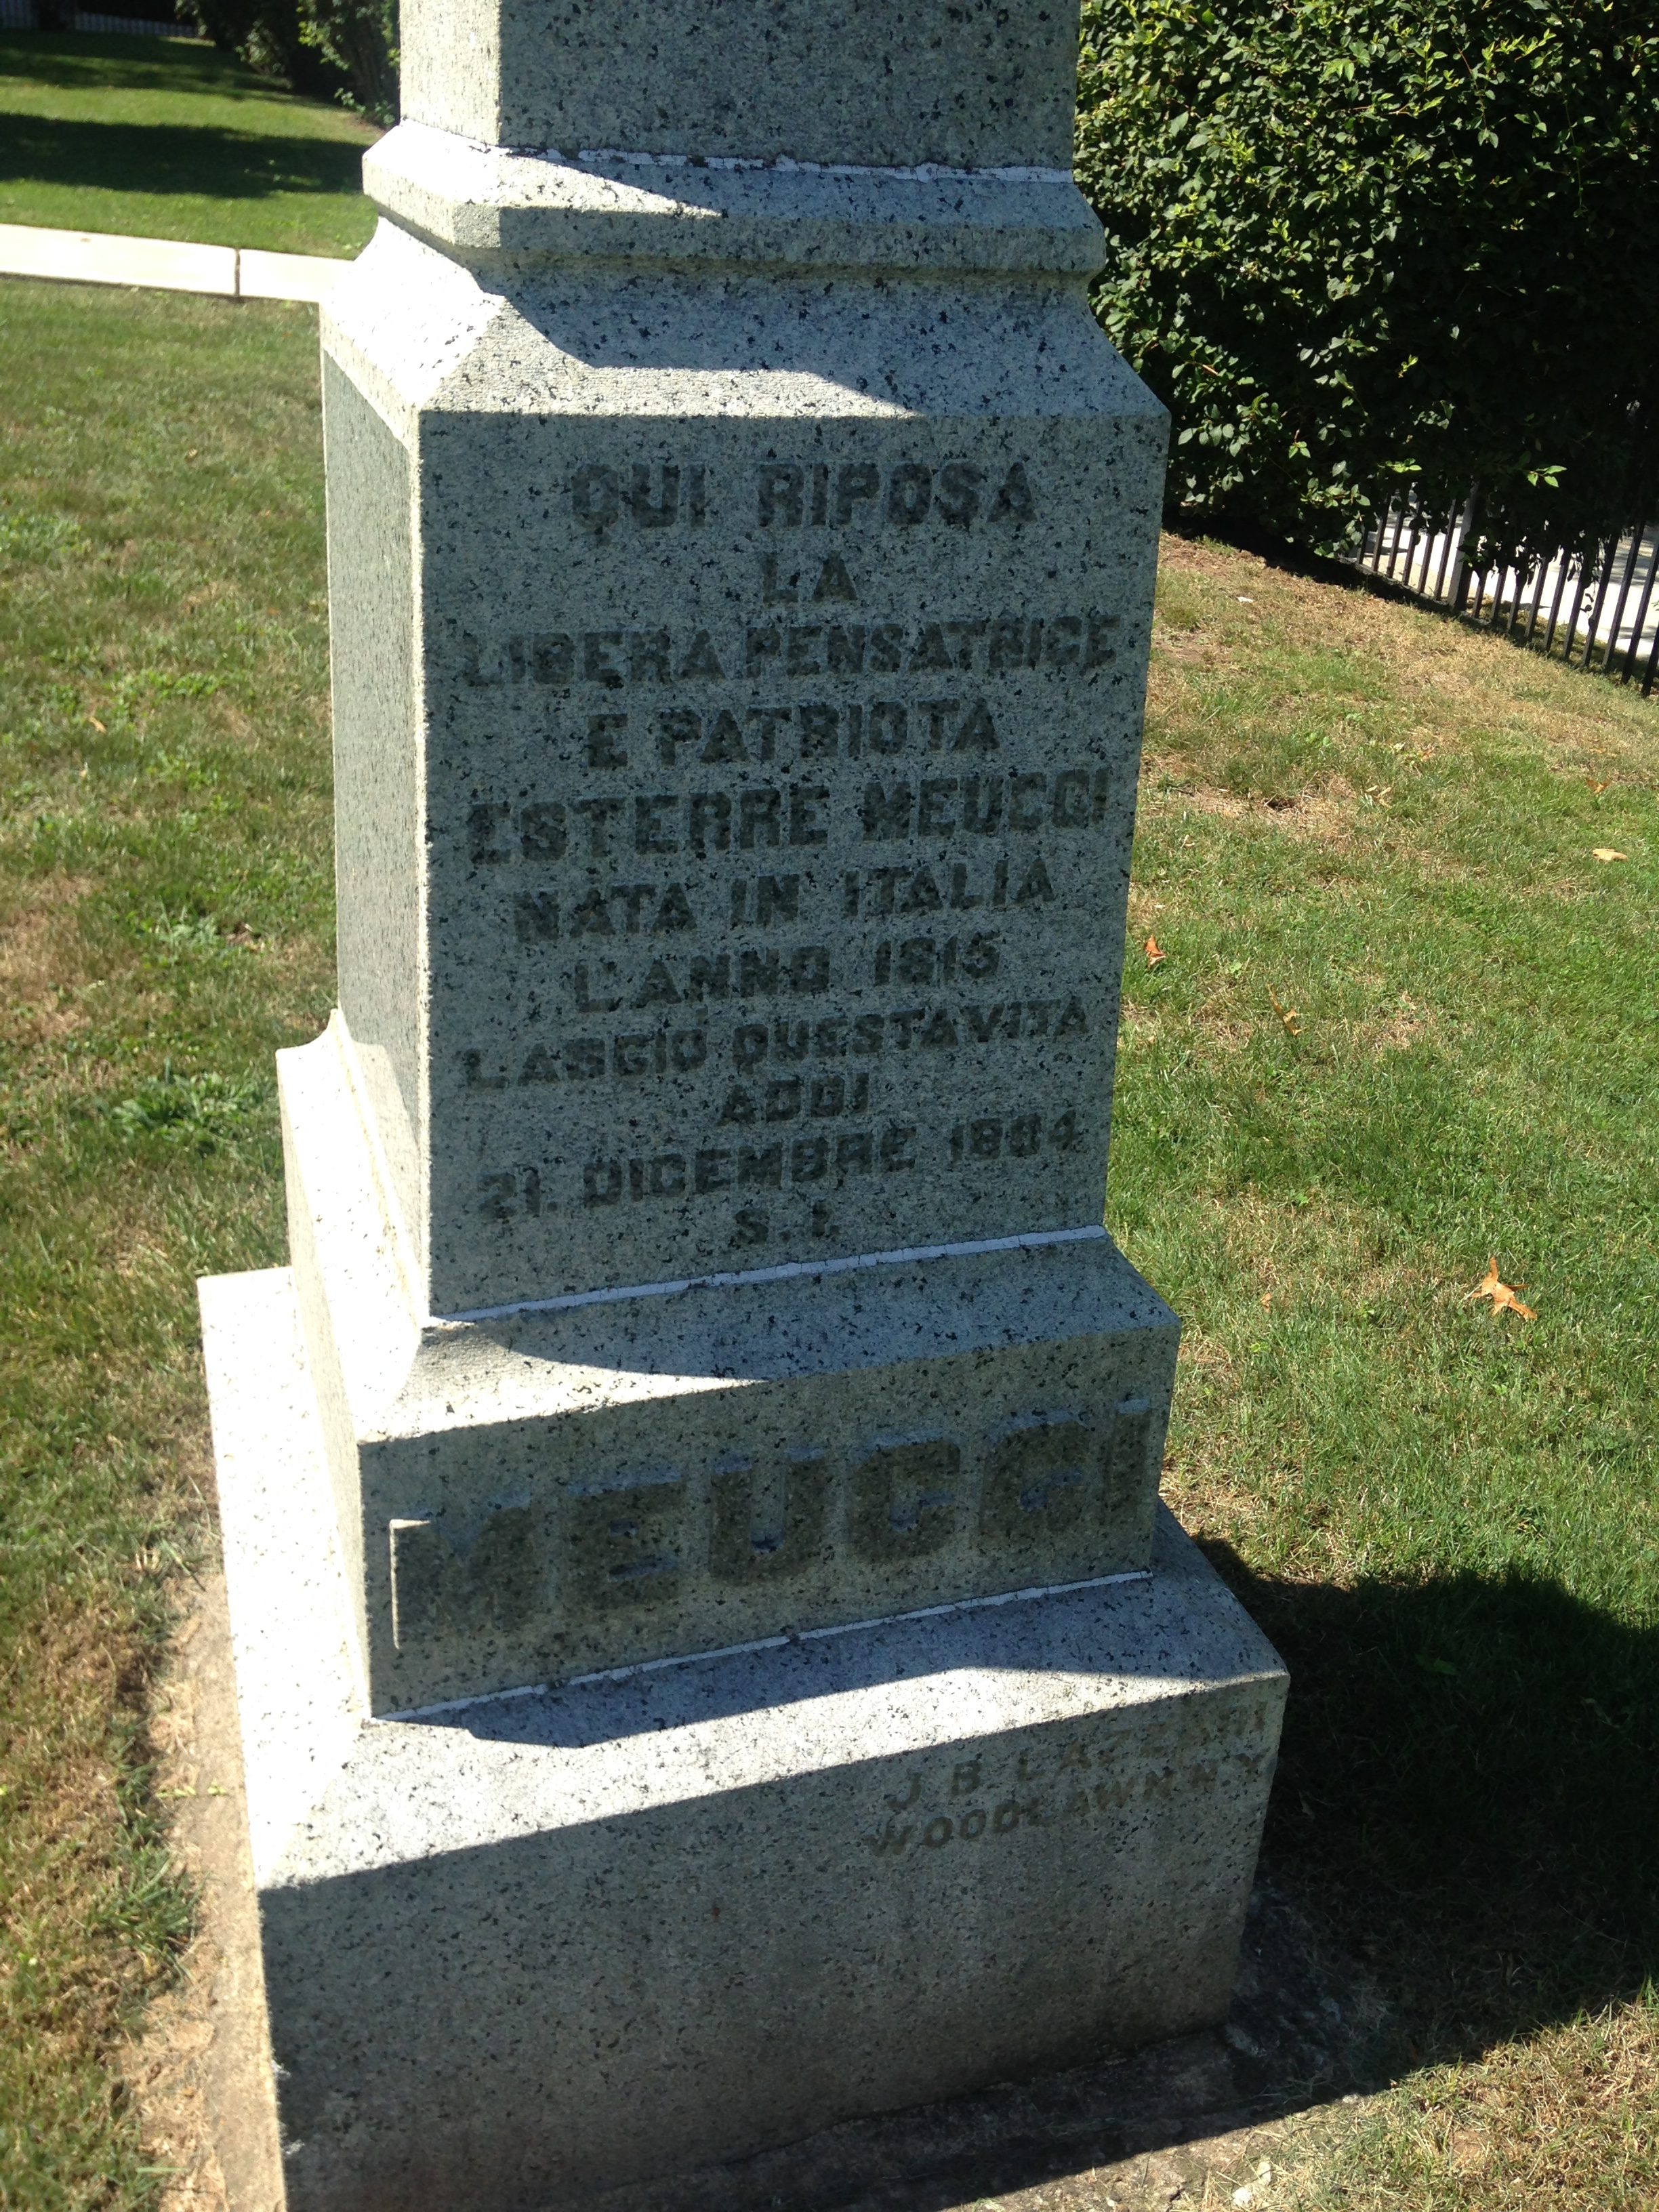 QUI RIPOSA
LA
LIBERA PENSATRICE
E PATRIOTA
ESTERRE MEUCCI
NATA IN ITALIA
L'ANNO 1815
LASCIO QUESTA VITA
ADDI
21. DICEMBRE 1884
S. I.
MEUCCI
J B LAZZARI
WOODLAWN N.Y